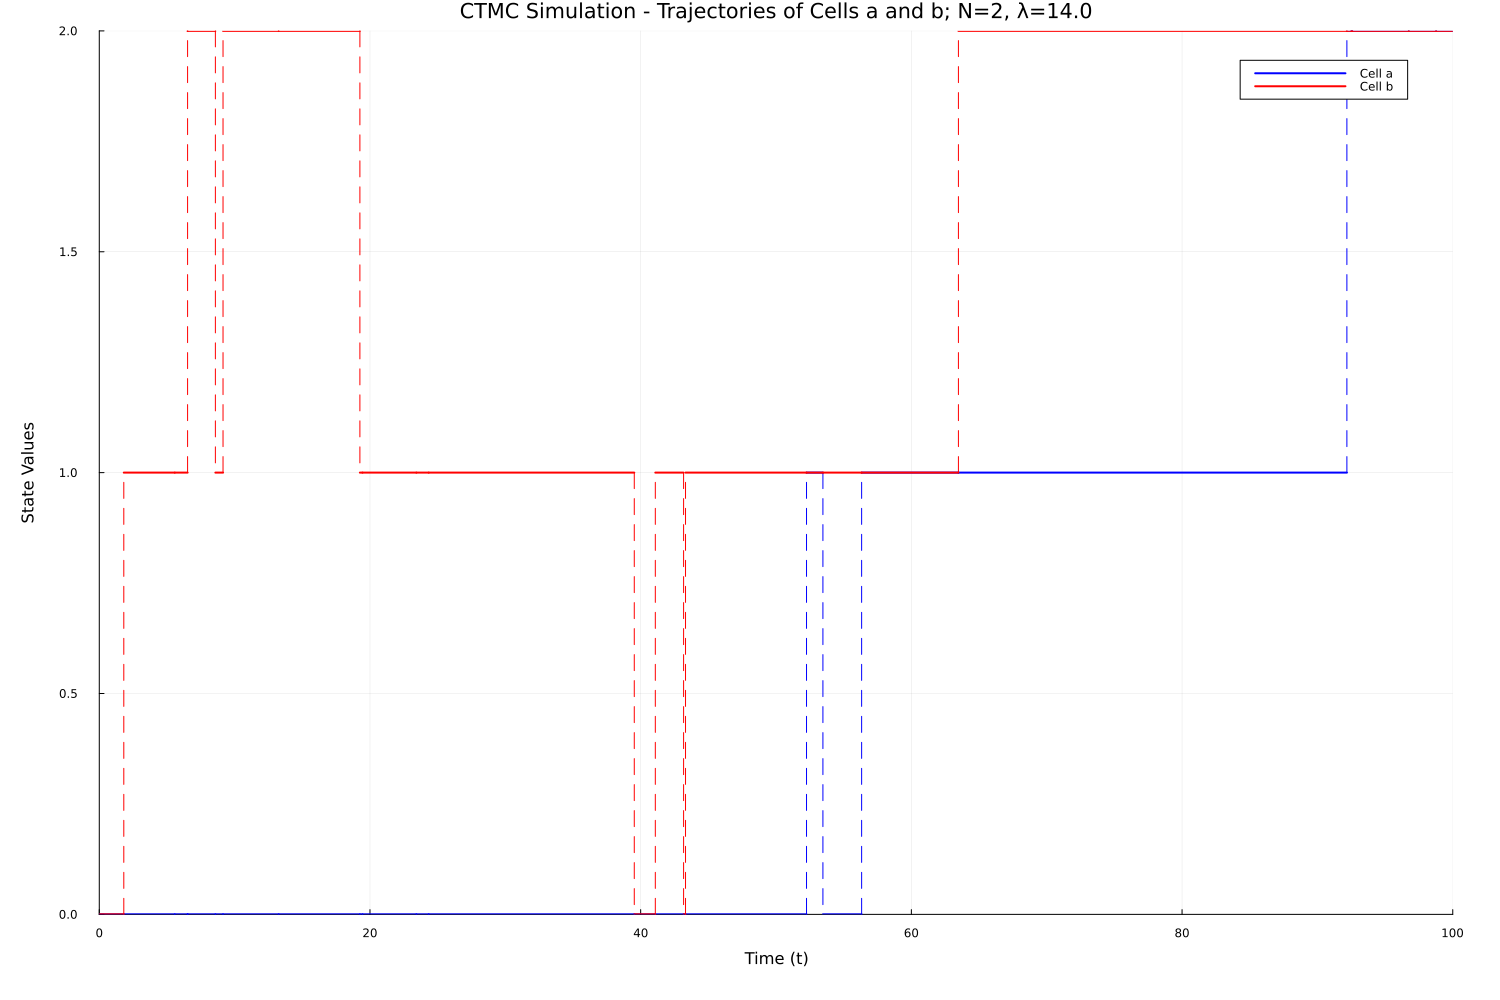 CTMC Simulation - Trajectories of Cells a and b; N=2, λ=14.0
2.0
Cell a
Cell b
1.5
State Values
1.0
0.5
0.0
0 20 40 60 80 100
Time (t)